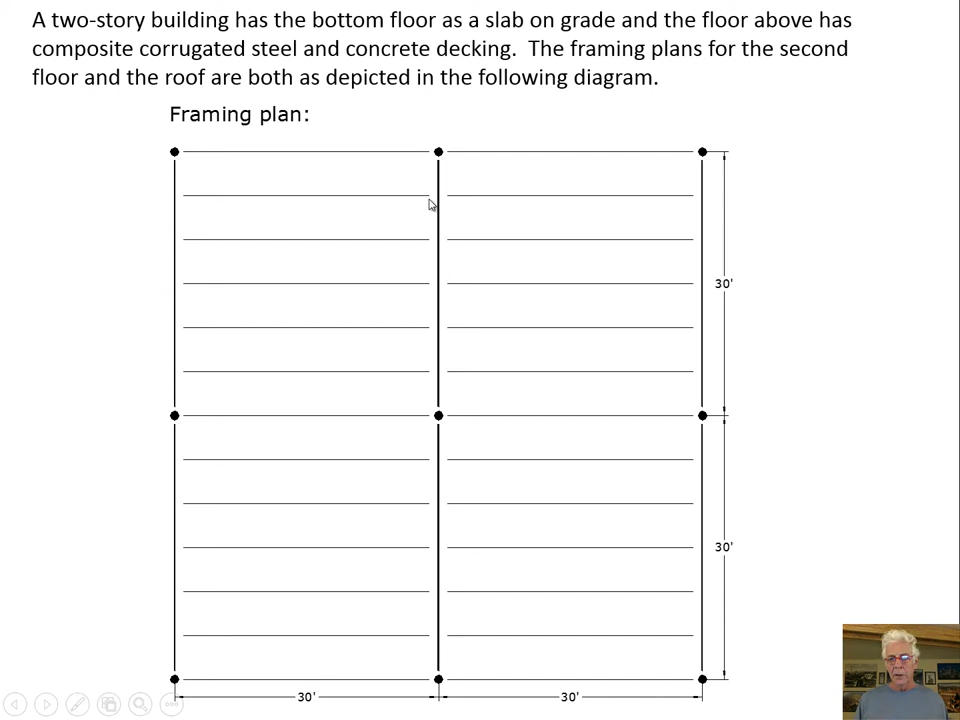 A two-story building has the bottom floor as a slab on grade and the floor above has
composite corrugated steel and concrete decking.  The framing plans for the second
floor and the roof are both as depicted in the following diagram.
Framing plan:
30'
30'
30'
30'